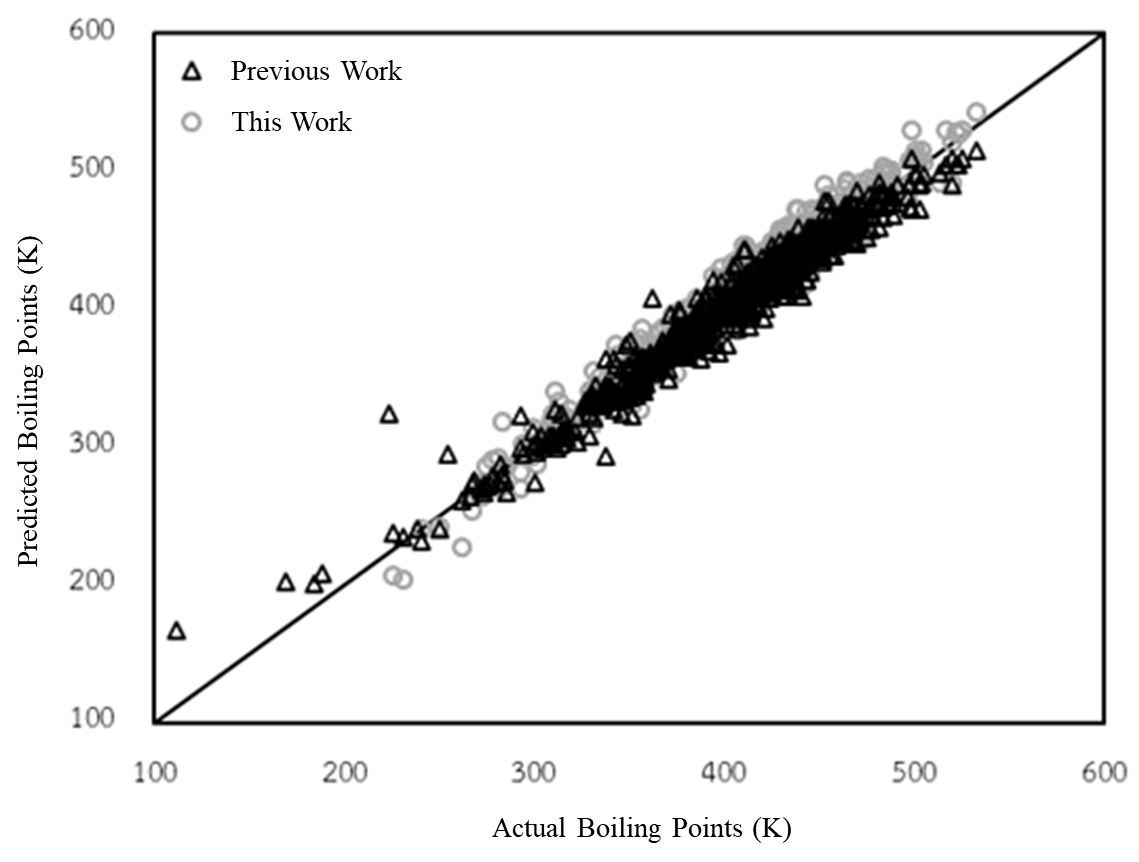 600
Previous Work
This Work
500
400
300
200
100
Predicted Boiling Points (K)
100 200 300 400 500 600
Actual Boiling Points (K)